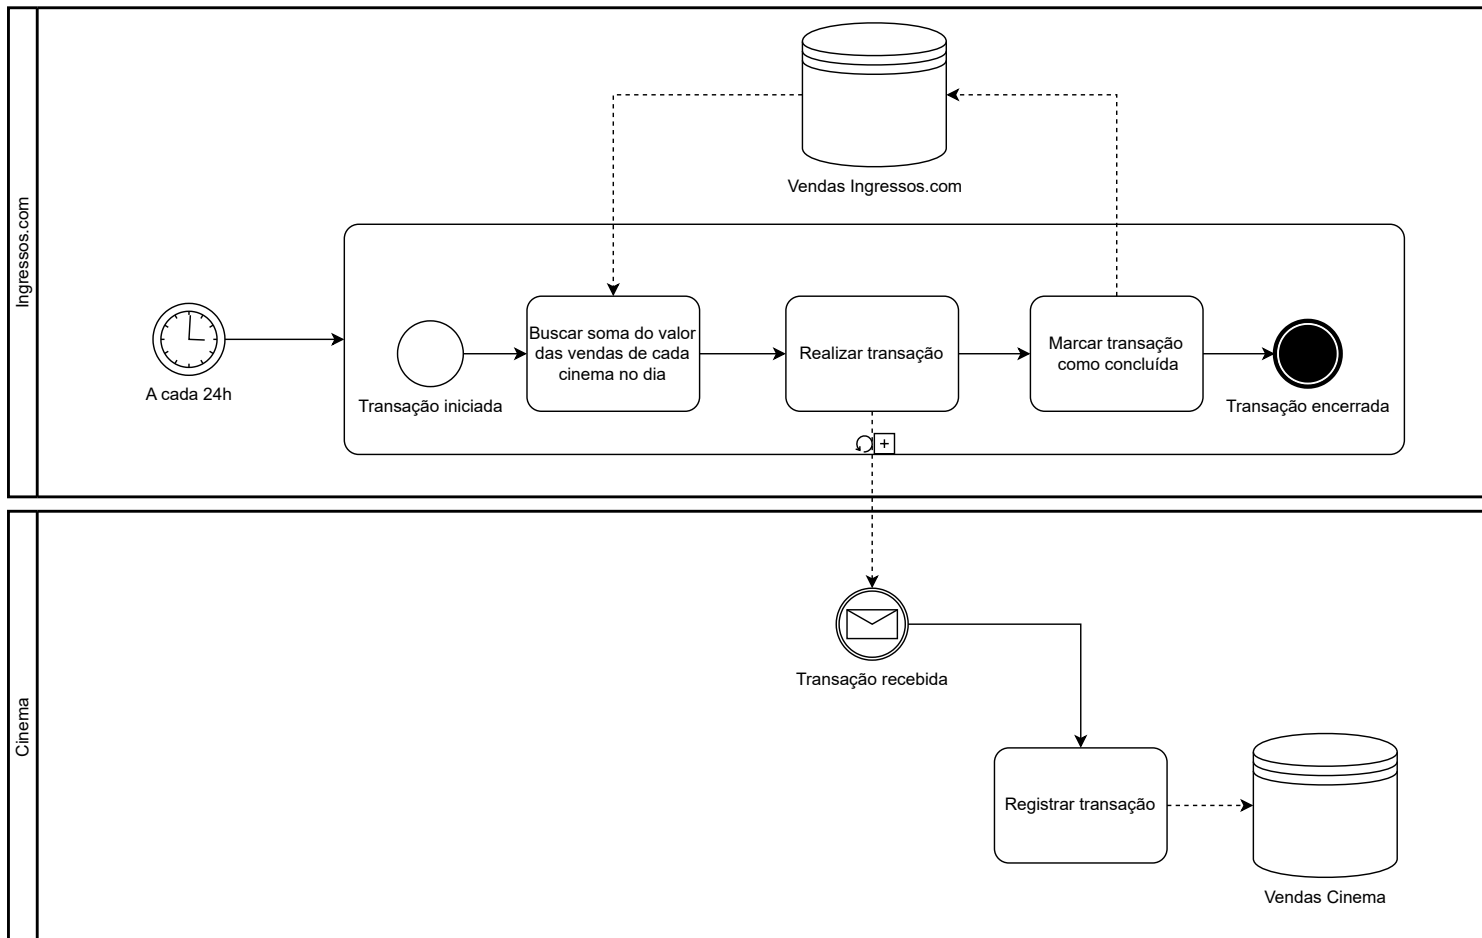 Ingressos.com
Vendas Ingressos.com
A cada 24h
Transação iniciada
Buscar soma do valor
das vendas de cada
cinema no dia
Realizar transação
Marcar transação
como concluída
Transação encerrada
Cinema
Transação recebida
Registrar transação
Vendas Cinema